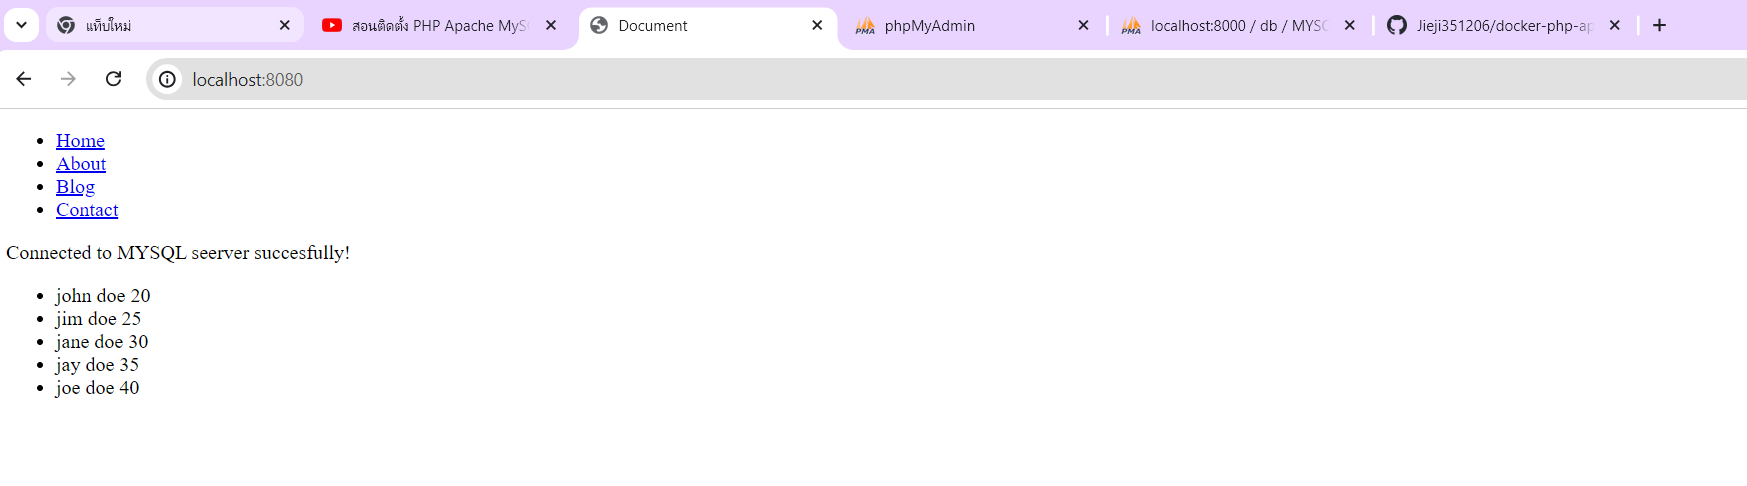 แท็บใหม่
สอนติดตั้ง PHP Apache MyS
Document
PMA phpMyAdmin
PMA localhost:8000 / db / MYS
Jieji351206/docker-php-ap
localhost:8080
Home
About
Blog
Contact
Connected to MYSQL seerver succesfully!
john doe 20
jim doe 25
jane doe 30
jay doe 35
joe doe 40